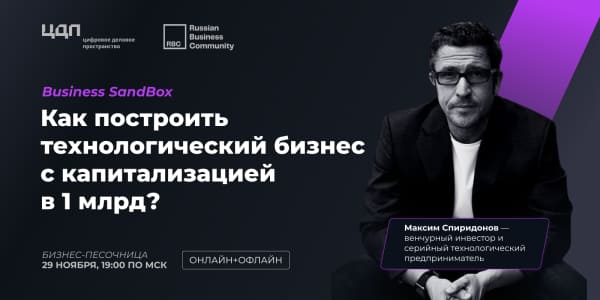 ЦДП
цифровое деловое
пространство
RBC
Russian
Business
Community
Business SandBox
Как построить
технологический бизнес
с капитализацией
в 1 млрд?
Максим Спиридонов —
венчурный инвестор и
серийный технологический
предприниматель
БИЗНЕС-ПЕСОЧНИЦА
29 НОЯБРЯ, 19:00 ПО МСК
ОНЛАЙН+ОФЛАЙН